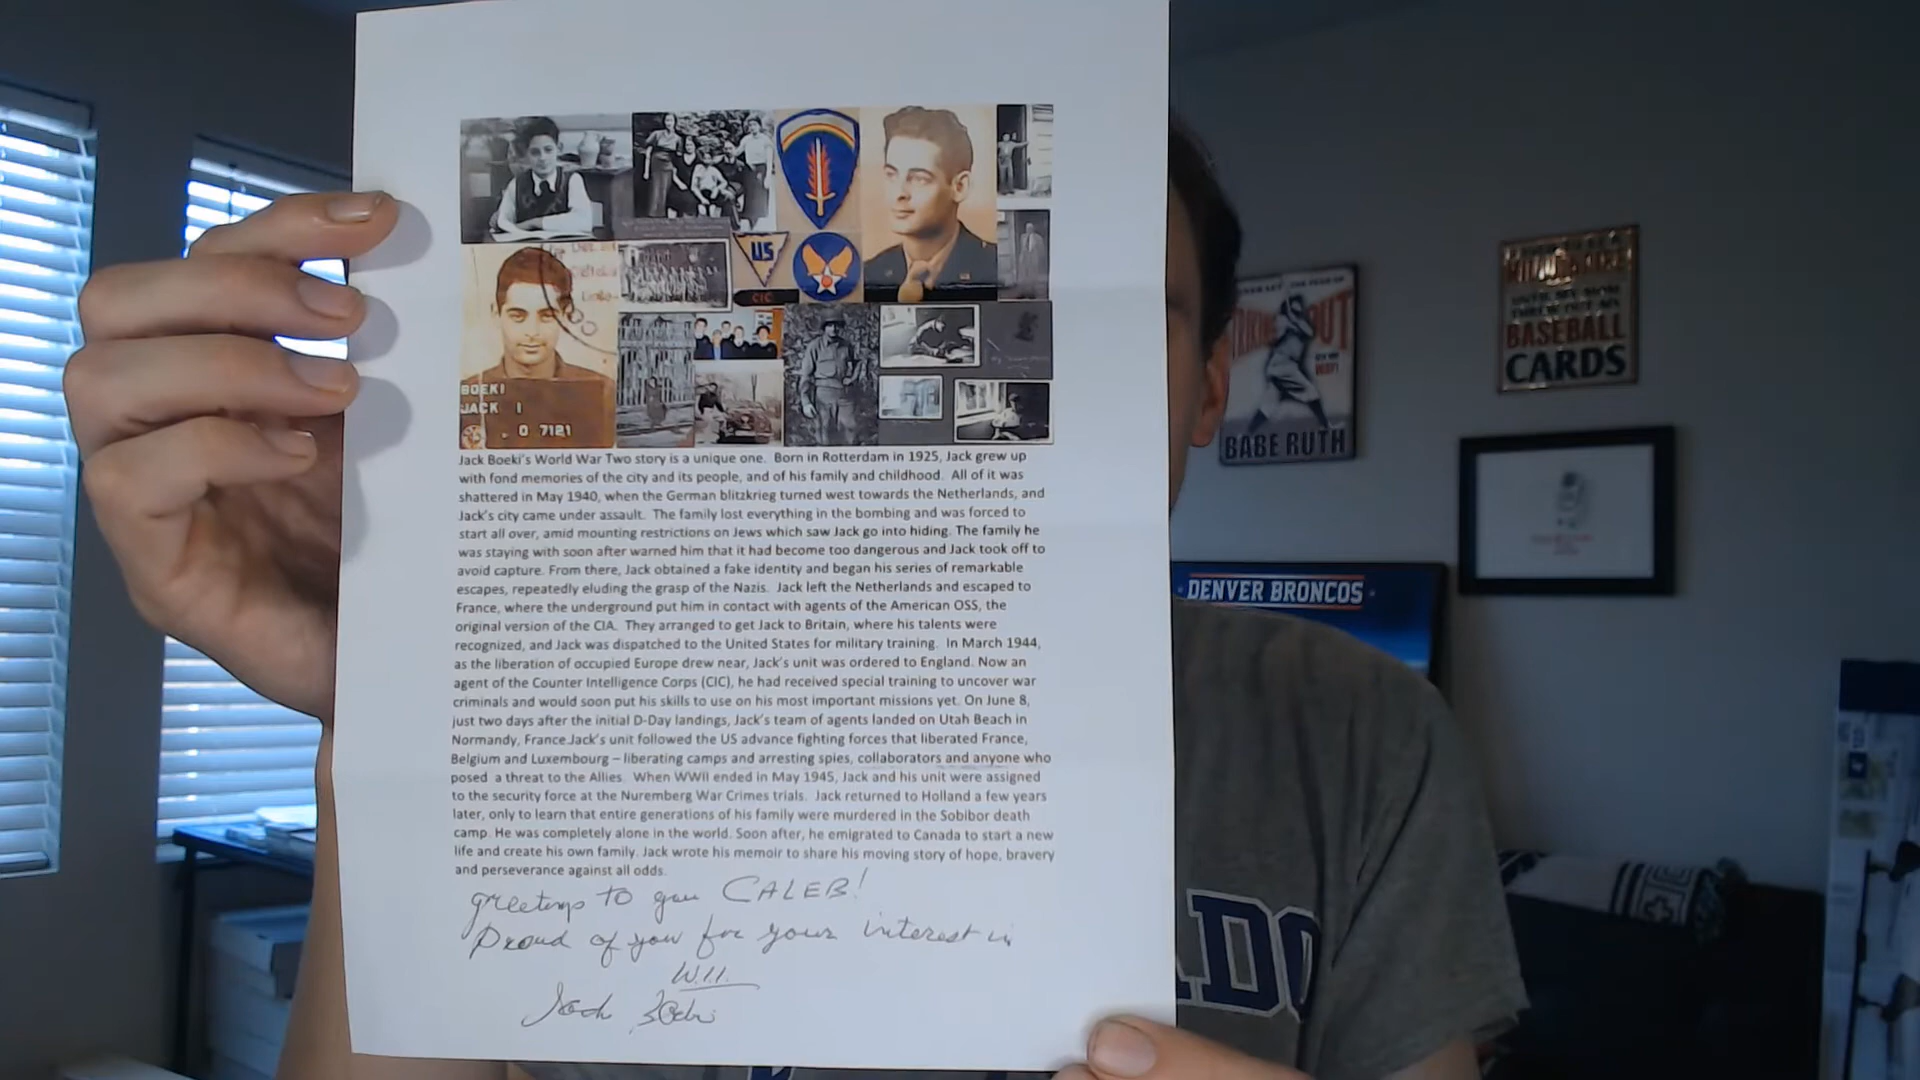 US
CIC
BOEKI
JACK I
. 0 7121
Jack Boeki's World War Two story is a unique one. Born in Rotterdam in 1925, Jack grew up
with fond memories of the city and its people, and of his family and childhood. All of it was
shattered in May 1940, when the German blitzkrieg turned west towards the Netherlands, and
Jack's city came under assault. The family lost everything in the bombing and was forced to
start all over, amid mounting restrictions on Jews which saw Jack go into hiding. The family he
was staying with soon after warned him that it had become too dangerous and Jack took off to
avoid capture. From there, Jack obtained a fake identity and began his series of remarkable
escapes, repeatedly eluding the grasp of the Nazis. Jack left the Netherlands and escaped to
France, where the underground put him in contact with agents of the American OSS, the
original version of the CIA. They arranged to get Jack to Britain, where his talents were
recognized, and Jack was dispatched to the United States for military training. In March 1944,
as the liberation of occupied Europe drew near, Jack's unit was ordered to England. Now an
agent of the Counter Intelligence Corps (CIC), he had received special training to uncover war
criminals and would soon put his skills to use on his most important missions yet. On June 8,
just two days after the initial D-Day landings, Jack's team of agents landed on Utah Beach in
Normandy, France.Jack's unit followed the US advance fighting forces that liberated France,
Belgium and Luxembourg – liberating camps and arresting spies, collaborators and anyone who
posed a threat to the Allies. When WWII ended in May 1945, Jack and his unit were assigned
to the security force at the Nuremberg War Crimes trials. Jack returned to Holland a few years
later, only to learn that entire generations of his family were murdered in the Sobibor death
camp. He was completely alone in the world. Soon after, he emigrated to Canada to start a new
life and create his own family. Jack wrote his memoir to share his moving story of hope, bravery
and perseverance against all odds.
greetings to you CALEB!
Proud of you for your interest in
W.I.I.
Jack Boeki
STRIKE OUT
BABE RUTH
MILLIONAIRE
UNTIL MY MOM
THREW OUT MY
BASEBALL
CARDS
DENVER BRONCOS
ADO